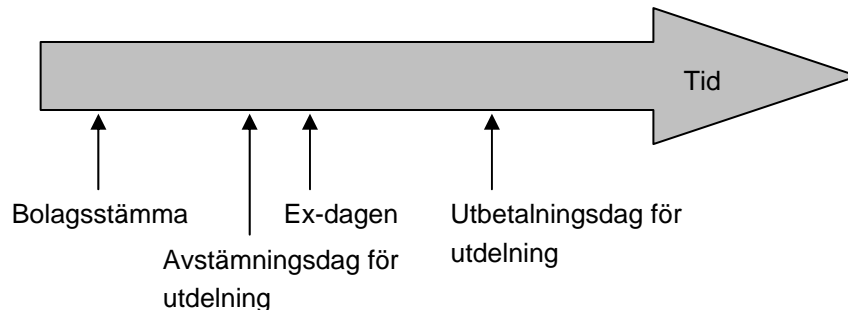 Tid
Bolagsstämma
Avstämningsdag för
utdelning
Ex-dagen
Utbetalningsdag för
utdelning